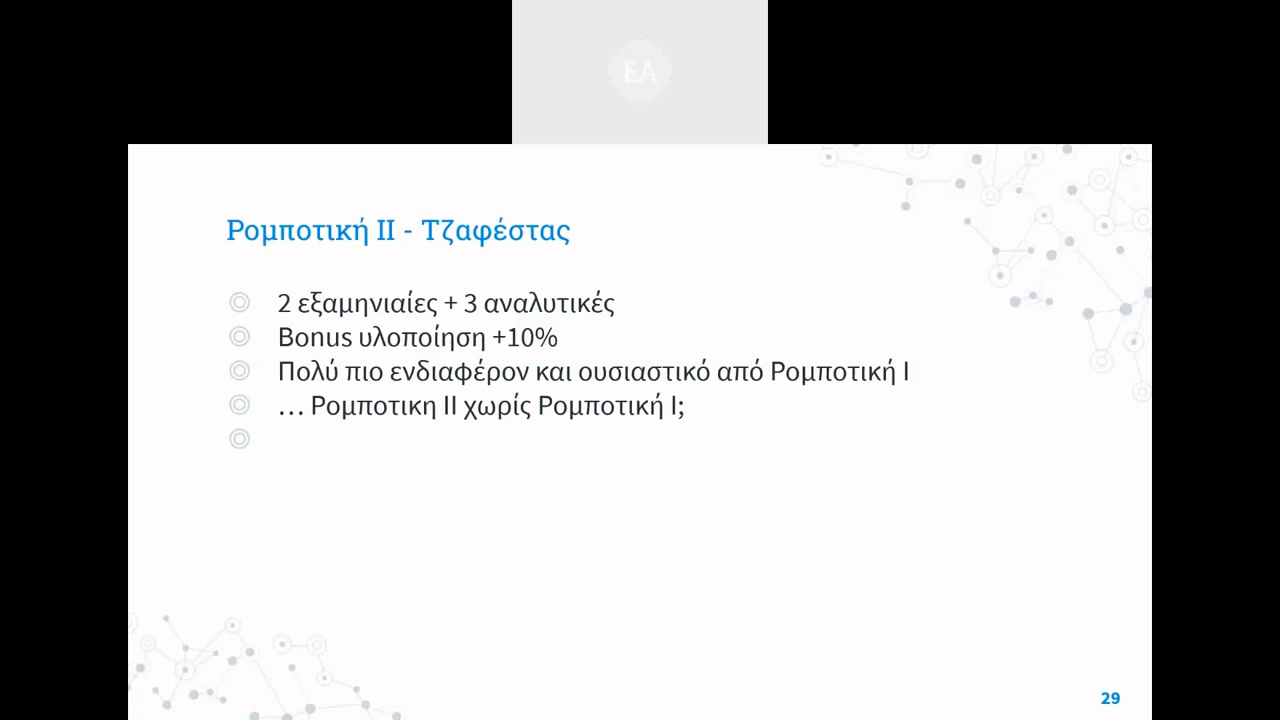 EA
Ρομποτική ΙΙ - Τζαφέστας
2 εξαμηνιαίες + 3 αναλυτικές
Bonus υλοποίηση +10%
Πολύ πιο ενδιαφέρον και ουσιαστικό από Ρομποτική Ι
… Ρομποτικη ΙΙ χωρίς Ρομποτική Ι;
29